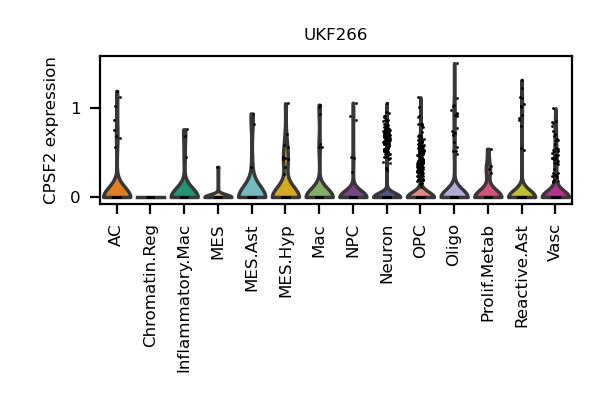 UKF266
CPSF2 expression
1
0
AC
Chromatin.Reg
Inflammatory.Mac
MES
MES.Ast
MES.Hyp
Mac
NPC
Neuron
OPC
Oligo
Prolif.Metab
Reactive.Ast
Vasc